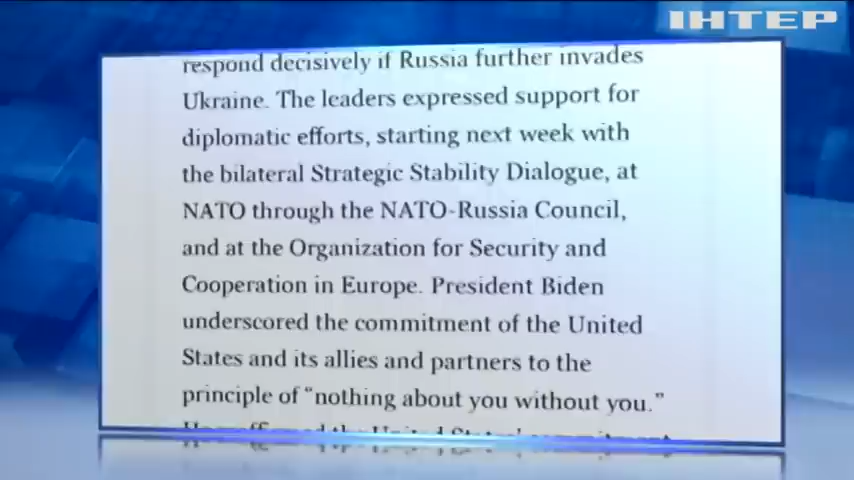 ІНТЕР
respond decisively if Russia further invades
Ukraine. The leaders expressed support for
diplomatic efforts, starting next week with
the bilateral Strategic Stability Dialogue, at
NATO through the NATO-Russia Council,
and at the Organization for Security and
Cooperation in Europe. President Biden
underscored the commitment of the United
States and its allies and partners to the
principle of “nothing about you without you.”